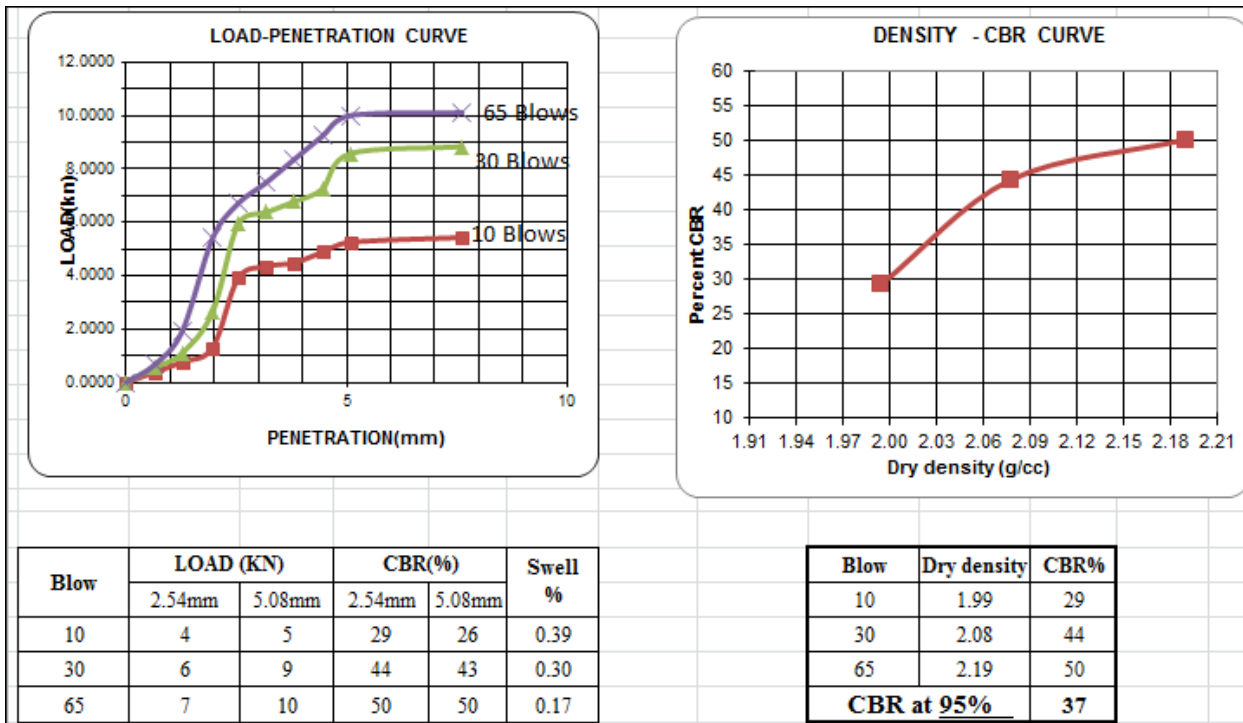 LOAD-PENETRATION CURVE
12.0000
10.0000
8.0000
6.0000
4.0000
2.0000
0.0000
LOAD(kn)
65 Blows
30 Blows
10 Blows
0 5 10
PENETRATION(mm)
DENSITY - CBR CURVE
60
55
50
45
40
35
30
25
20
15
10
Percent CBR
1.91 1.94 1.97 2.00 2.03 2.06 2.09 2.12 2.15 2.18 2.21
Dry density (g/cc)
Blow LOAD (KN) CBR(%) Swell %
2.54mm 5.08mm 2.54mm 5.08mm
10 4 5 29 26 0.39
30 6 9 44 43 0.30
65 7 10 50 50 0.17
Blow Dry density CBR%
10 1.99 29
30 2.08 44
65 2.19 50
CBR at 95% 37